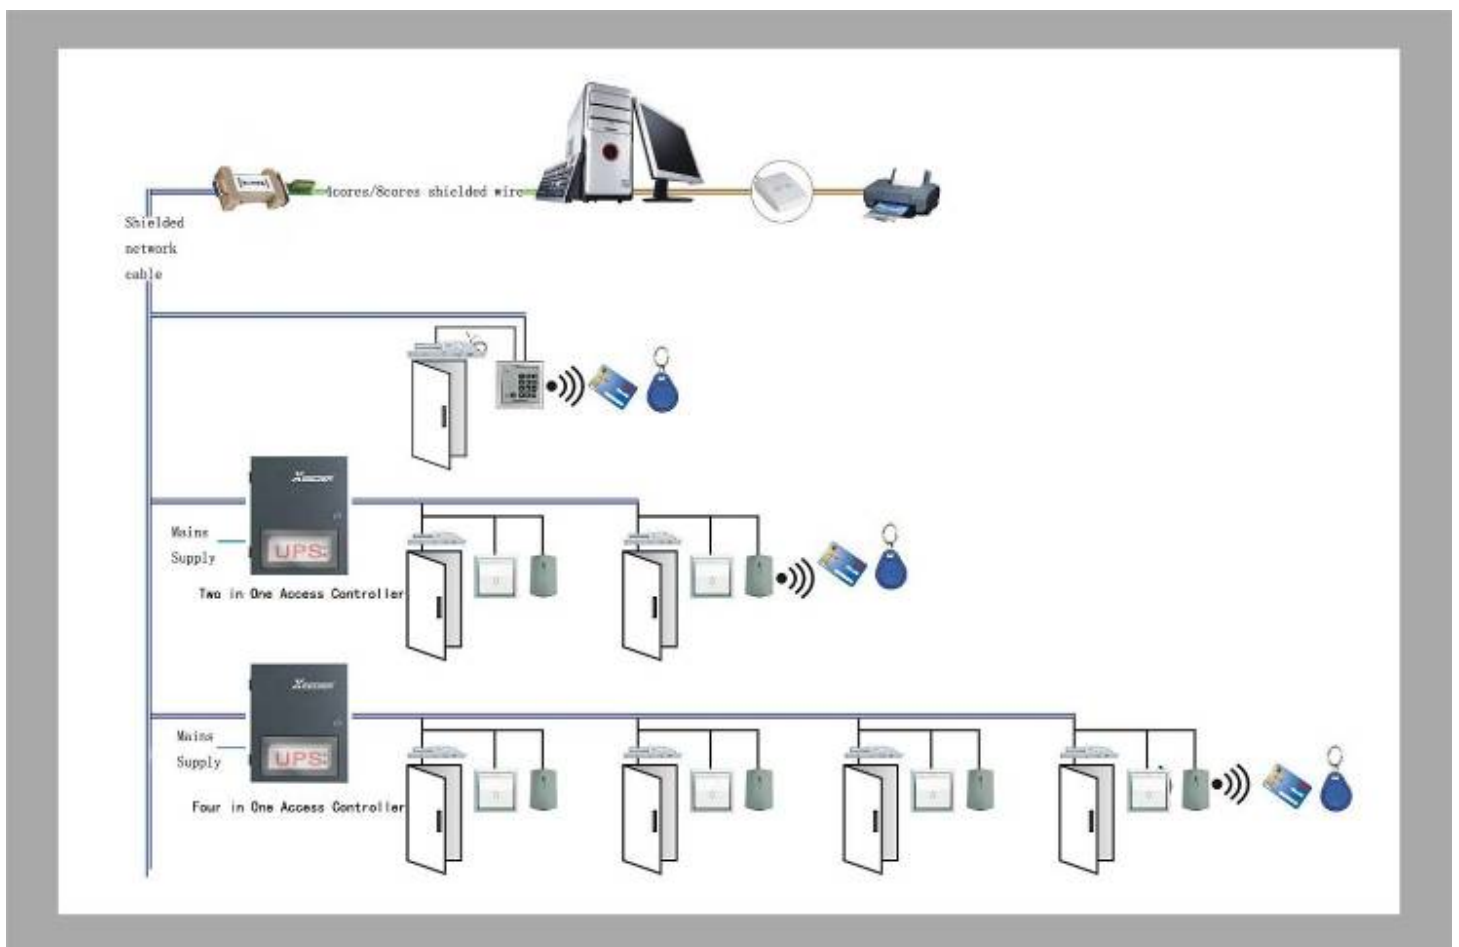 4cores/8cores shielded wire
Shielded
network
cable
Mains
Supply
UPS
Two in One Access Controller
Mains
Supply
UPS
Four in One Access Controller